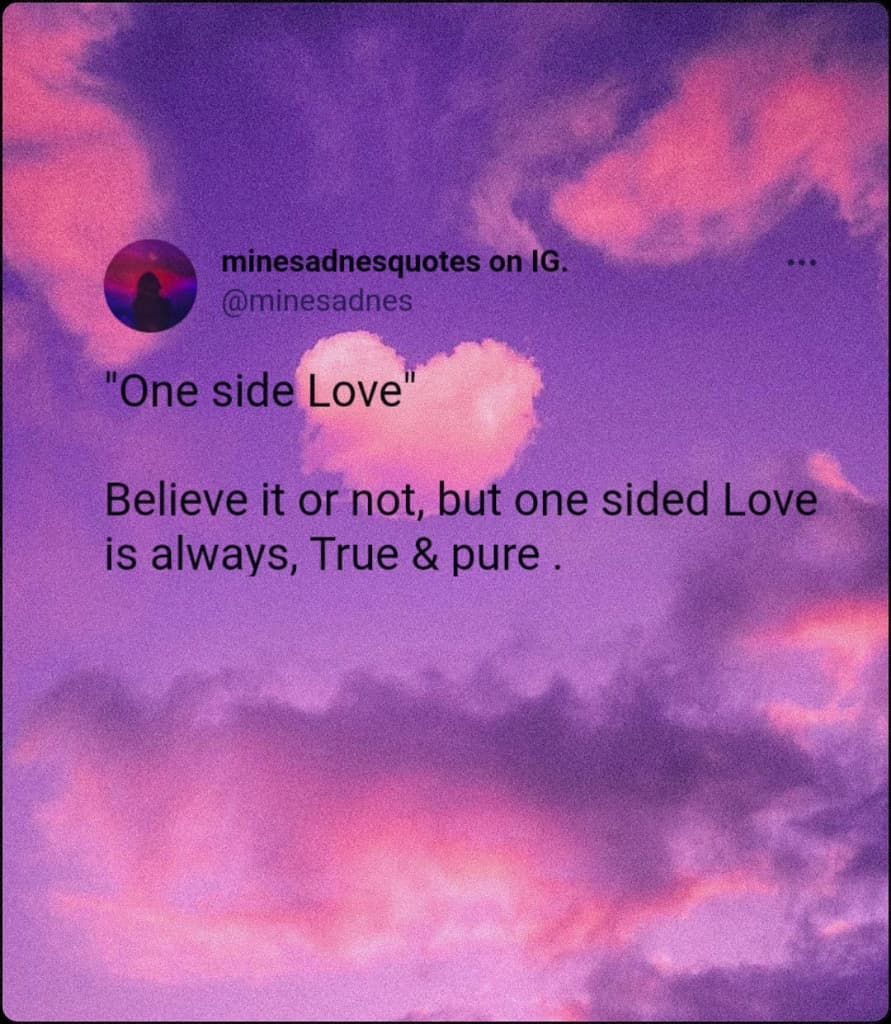 minesadnesquotes on IG.
@minesadnes
"One side Love"
Believe it or not, but one sided Love
is always, True & pure .